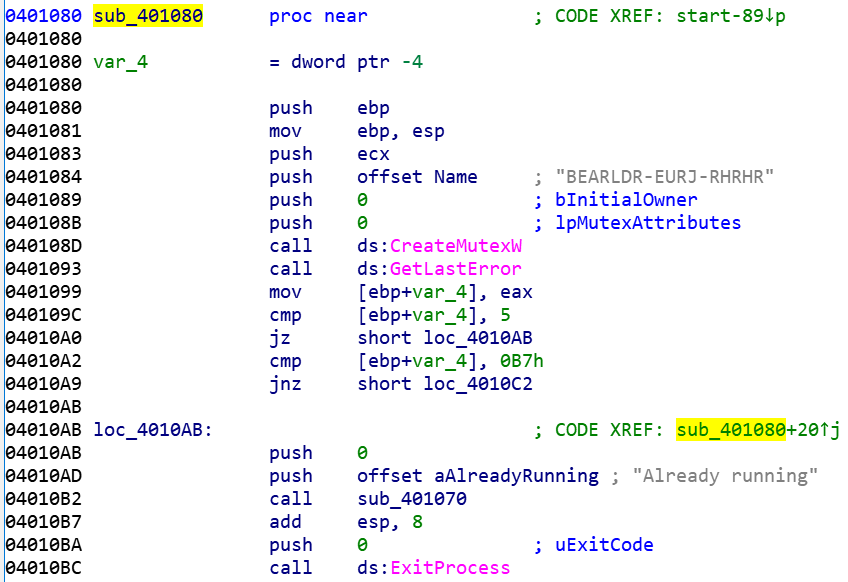 0401080 sub_401080 proc near ; CODE XREF: start-89↓p
0401080
0401080 var_4 = dword ptr -4
0401080
0401080 push ebp
0401081 mov ebp, esp
0401083 push ecx
0401084 push offset Name ; "BEARLDR-EURJ-RHRHR"
0401089 push 0 ; bInitialOwner
040108B push 0 ; lpMutexAttributes
040108D call ds:CreateMutexW
0401093 call ds:GetLastError
0401099 mov [ebp+var_4], eax
040109C cmp [ebp+var_4], 5
04010A0 jz short loc_4010AB
04010A2 cmp [ebp+var_4], 0B7h
04010A9 jnz short loc_4010C2
04010AB
04010AB loc_4010AB: ; CODE XREF: sub_401080+20↑j
04010AB push 0
04010AD push offset aAlreadyRunning ; "Already running"
04010B2 call sub_401070
04010B7 add esp, 8
04010BA push 0 ; uExitCode
04010BC call ds:ExitProcess